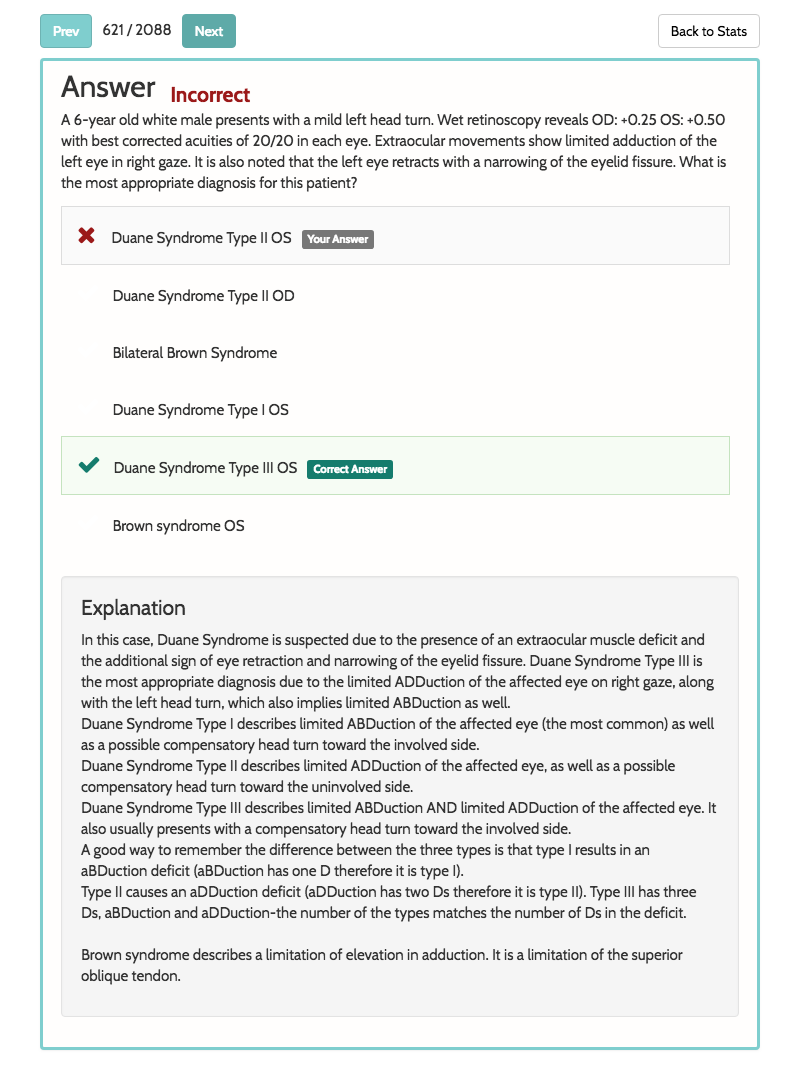 Prev 621 / 2088 Next Back to Stats
Answer Incorrect
A 6-year old white male presents with a mild left head turn. Wet retinoscopy reveals OD: +0.25 OS: +0.50
with best corrected acuities of 20/20 in each eye. Extraocular movements show limited adduction of the
left eye in right gaze. It is also noted that the left eye retracts with a narrowing of the eyelid fissure. What is
the most appropriate diagnosis for this patient?
Duane Syndrome Type II OS Your Answer
Duane Syndrome Type II OD
Bilateral Brown Syndrome
Duane Syndrome Type I OS
Duane Syndrome Type III OS Correct Answer
Brown syndrome OS
Explanation
In this case, Duane Syndrome is suspected due to the presence of an extraocular muscle deficit and
the additional sign of eye retraction and narrowing of the eyelid fissure. Duane Syndrome Type III is
the most appropriate diagnosis due to the limited ADDuction of the affected eye on right gaze, along
with the left head turn, which also implies limited ABDuction as well.
Duane Syndrome Type I describes limited ABDuction of the affected eye (the most common) as well
as a possible compensatory head turn toward the involved side.
Duane Syndrome Type II describes limited ADDuction of the affected eye, as well as a possible
compensatory head turn toward the uninvolved side.
Duane Syndrome Type III describes limited ABDuction AND limited ADDuction of the affected eye. It
also usually presents with a compensatory head turn toward the involved side.
A good way to remember the difference between the three types is that type I results in an
aBDuction deficit (aBDuction has one D therefore it is type I).
Type II causes an aDDuction deficit (aDDuction has two Ds therefore it is type II). Type III has three
Ds, aBDuction and aDDuction-the number of the types matches the number of Ds in the deficit.
Brown syndrome describes a limitation of elevation in adduction. It is a limitation of the superior
oblique tendon.